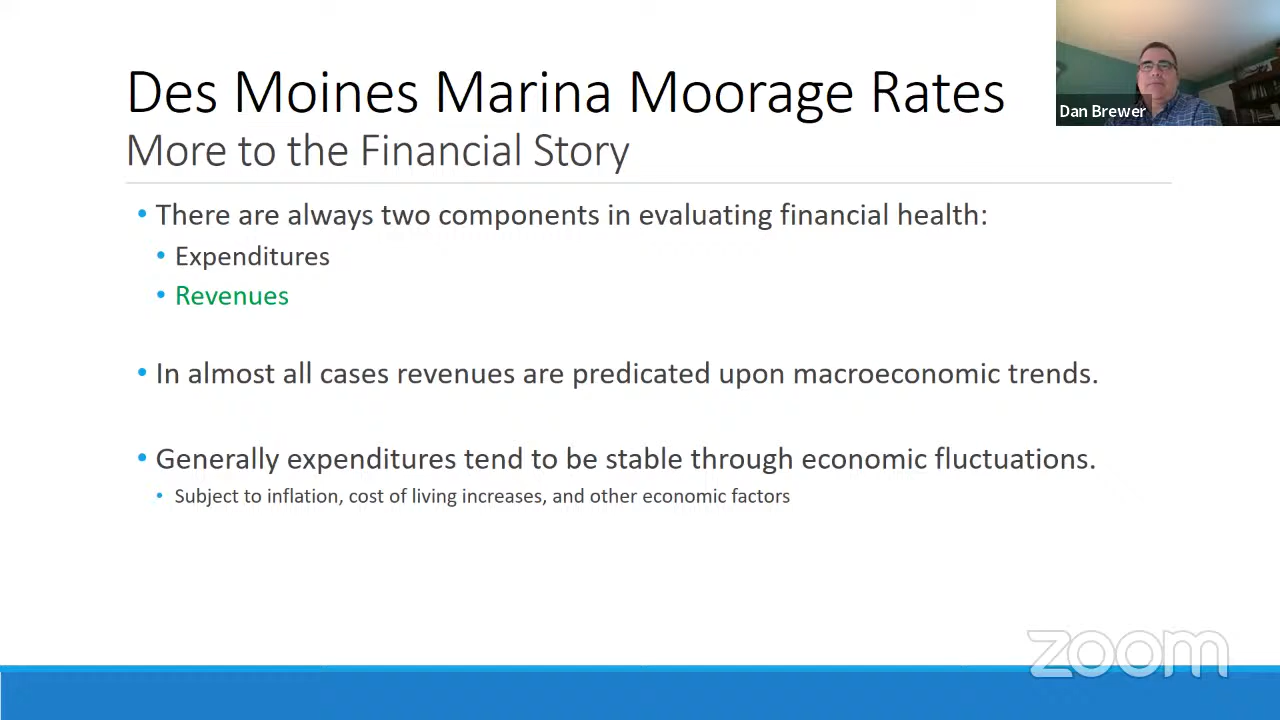 Des Moines Marina Moorage Rates
More to the Financial Story
Dan Brewer
• There are always two components in evaluating financial health:
• Expenditures
• Revenues
• In almost all cases revenues are predicated upon macroeconomic trends.
• Generally expenditures tend to be stable through economic fluctuations.
• Subject to inflation, cost of living increases, and other economic factors
zoom